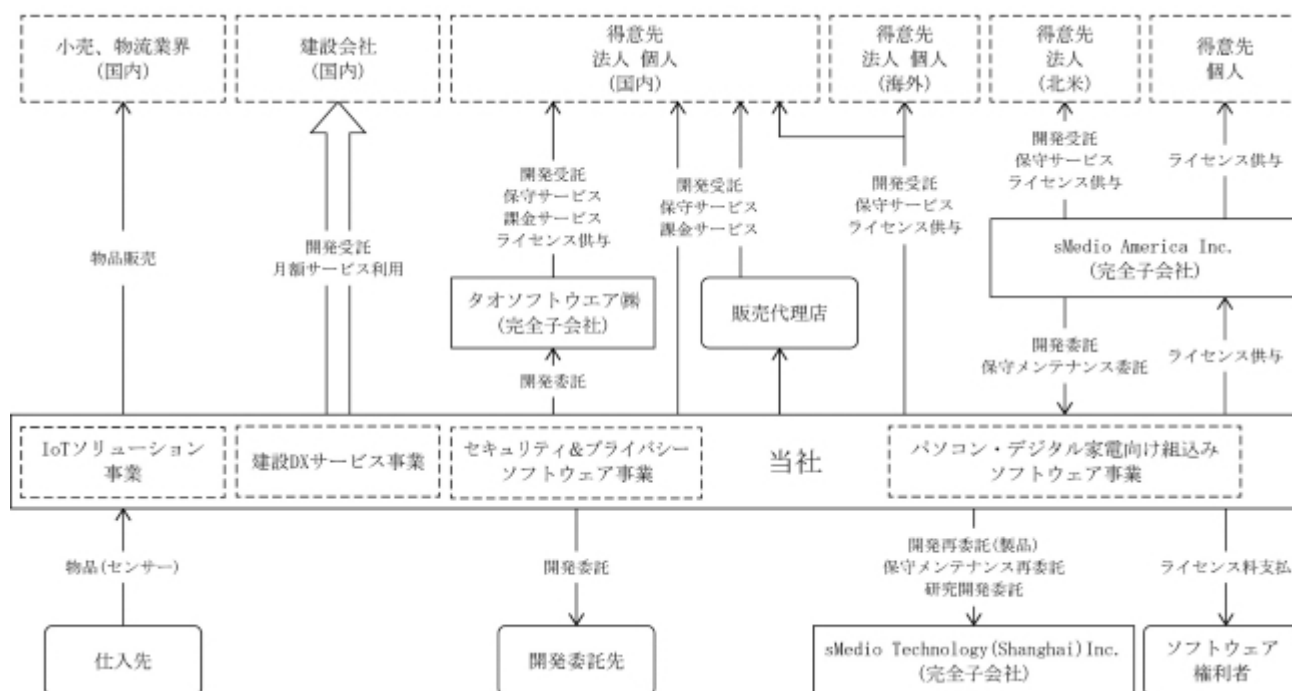 小売、物流業界
(国内)
建設会社
(国内)
得意先
法人 個人
(国内)
得意先
法人 個人
(海外)
得意先
法人
(北米)
得意先
個人
物品販売
開発受託
月額サービス利用
開発受託
保守サービス
課金サービス
ライセンス供与
開発受託
保守サービス
課金サービス
開発受託
保守サービス
ライセンス供与
開発受託
保守サービス
ライセンス供与
ライセンス供与
タオソフトウエア㈱
(完全子会社)
販売代理店
sMedio America Inc.
(完全子会社)
開発委託
開発委託
保守メンテナンス委託
ライセンス供与
IoTソリューション
事業
建設DXサービス事業
セキュリティ&プライバシー
ソフトウェア事業
当社
パソコン・デジタル家電向け組込み
ソフトウェア事業
物品(センサー)
開発委託
開発再委託(製品)
保守メンテナンス再委託
研究開発委託
ライセンス料支払
仕入先
開発委託先
sMedio Technology(Shanghai)Inc.
(完全子会社)
ソフトウェア
権利者